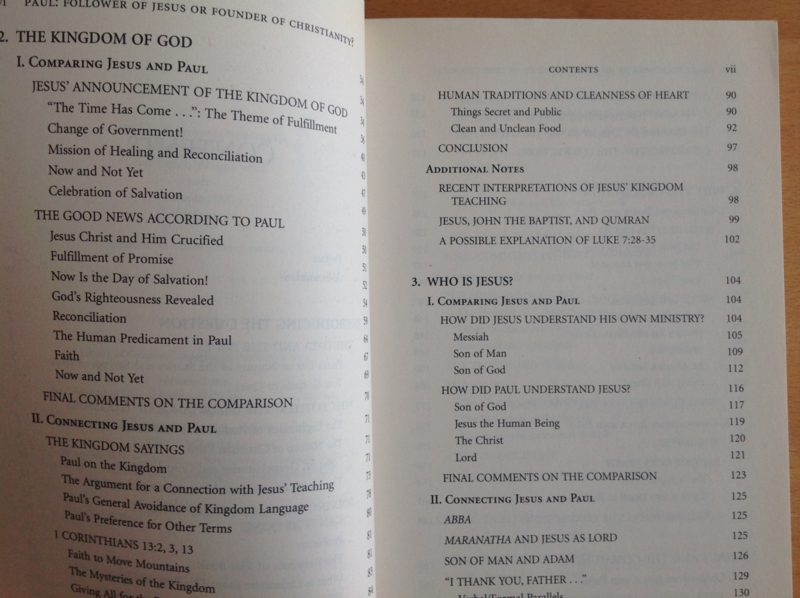 PAUL: FOLLOWER OF JESUS OR FOUNDER OF CHRISTIANITY?
2. THE KINGDOM OF GOD
I. Comparing Jesus and Paul
JESUS' ANNOUNCEMENT OF THE KINGDOM OF GOD
"The Time Has Come . . .": The Theme of Fulfillment
Change of Government!
Mission of Healing and Reconciliation
Now and Not Yet
Celebration of Salvation
THE GOOD NEWS ACCORDING TO PAUL
Jesus Christ and Him Crucified
Fulfillment of Promise
Now Is the Day of Salvation!
God's Righteousness Revealed
Reconciliation
The Human Predicament in Paul
Faith
Now and Not Yet
FINAL COMMENTS ON THE COMPARISON
II. Connecting Jesus and Paul
THE KINGDOM SAYINGS
Paul on the Kingdom
The Argument for a Connection with Jesus' Teaching
Paul's General Avoidance of Kingdom Language
Paul's Preference for Other Terms
1 CORINTHIANS 13:2, 3, 13
Faith to Move Mountains
The Mysteries of the Kingdom
Giving All for the
CONTENTS vii
HUMAN TRADITIONS AND CLEANNESS OF HEART 90
Things Secret and Public 90
Clean and Unclean Food 92
CONCLUSION 97
Additional Notes 98
RECENT INTERPRETATIONS OF JESUS' KINGDOM
TEACHING 98
JESUS, JOHN THE BAPTIST, AND QUMRAN 99
A POSSIBLE EXPLANATION OF LUKE 7:28-35 102
3. WHO IS JESUS? 104
I. Comparing Jesus and Paul 104
HOW DID JESUS UNDERSTAND HIS OWN MINISTRY? 104
Messiah 105
Son of Man 109
Son of God 112
HOW DID PAUL UNDERSTAND JESUS? 116
Son of God 117
Jesus the Human Being 119
The Christ 120
Lord 121
FINAL COMMENTS ON THE COMPARISON 123
II. Connecting Jesus and Paul 125
ABBA 125
MARANATHA AND JESUS AS LORD 125
SON OF MAN AND ADAM 126
"I THANK YOU, FATHER . . ." 129
Verbal/Formal Parallels 130